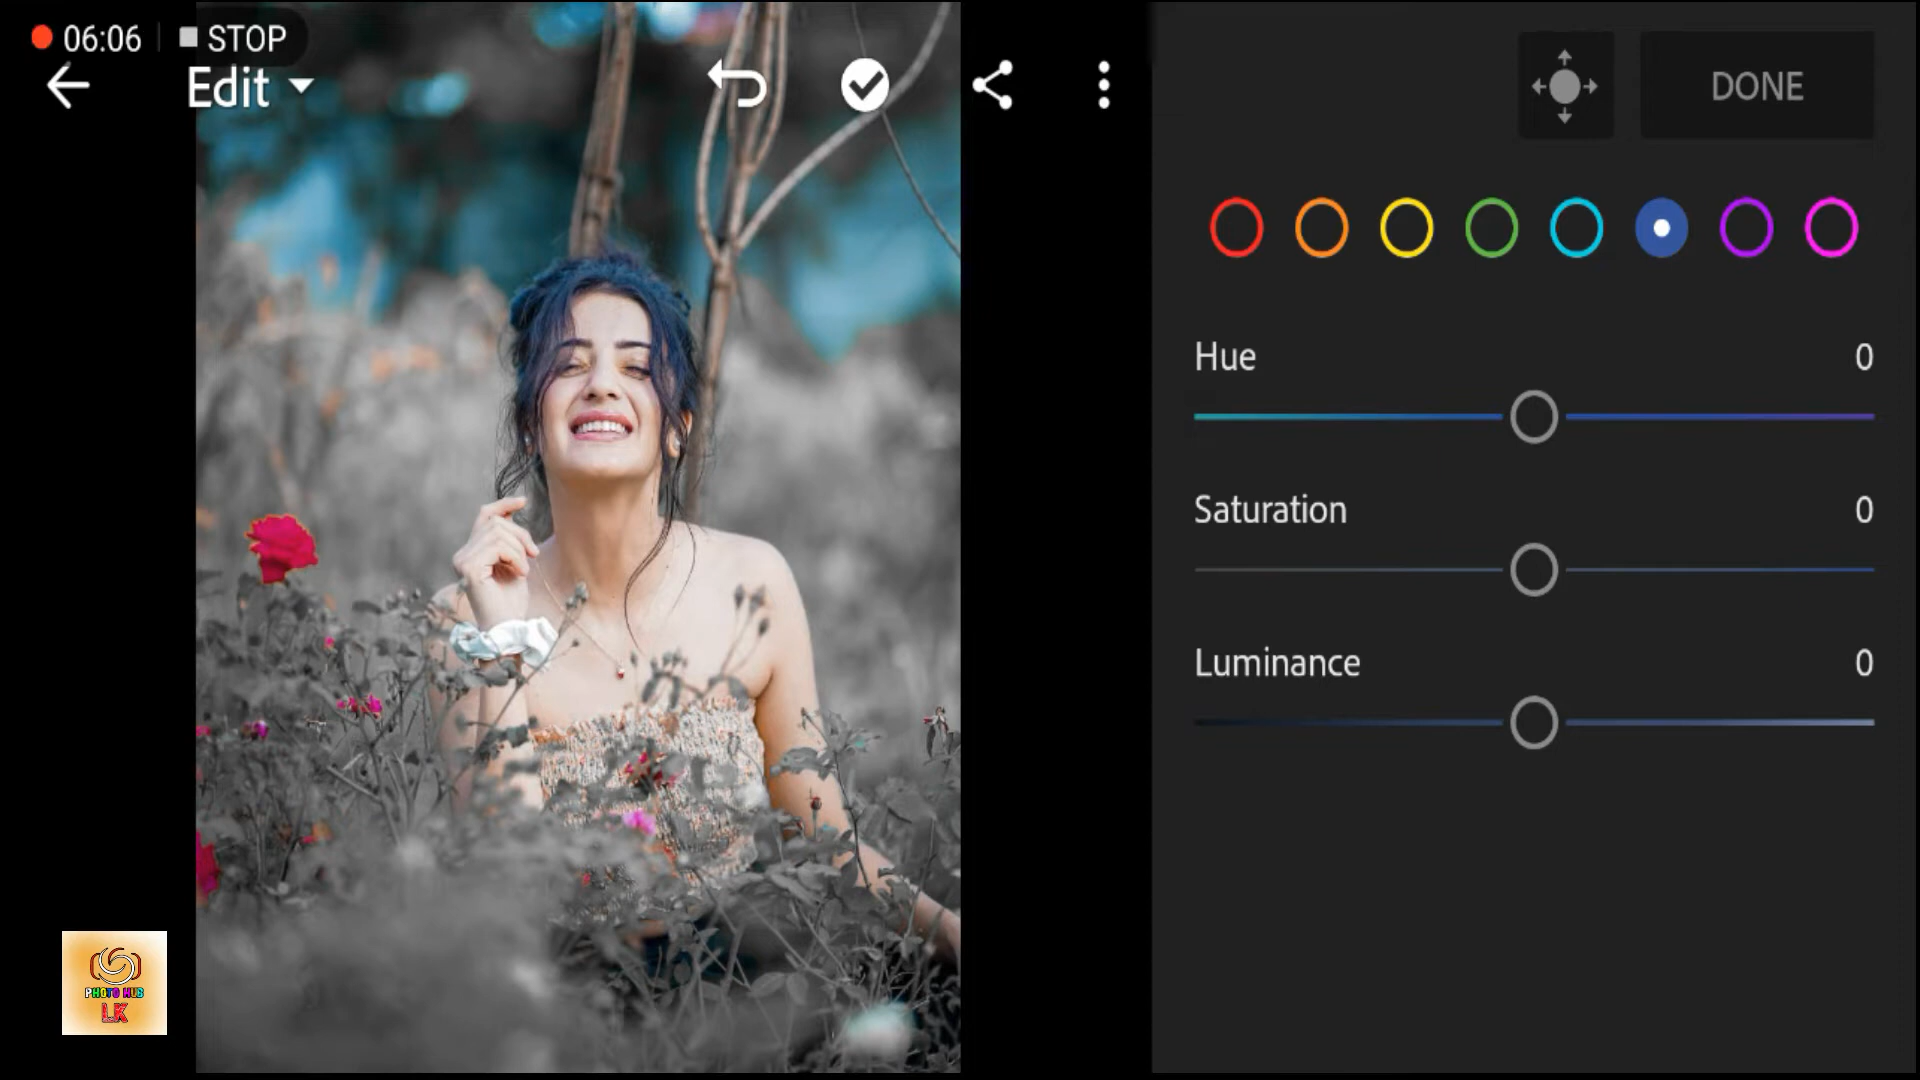 06:06 STOP
Edit
DONE
Hue 0
Saturation 0
Luminance 0
PHOTO HUB
LK